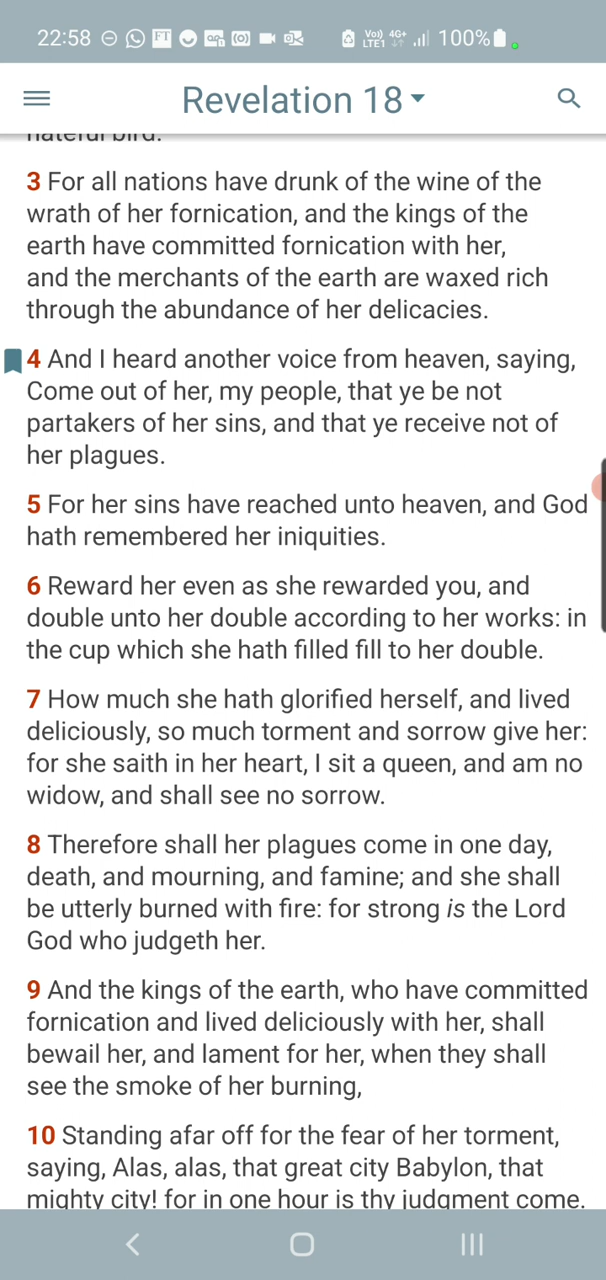 22:58 FT Vo)) LTE1 4G+ 100%
Revelation 18
hateful bird.
3 For all nations have drunk of the wine of the
wrath of her fornication, and the kings of the
earth have committed fornication with her,
and the merchants of the earth are waxed rich
through the abundance of her delicacies.
4 And I heard another voice from heaven, saying,
Come out of her, my people, that ye be not
partakers of her sins, and that ye receive not of
her plagues.
5 For her sins have reached unto heaven, and God
hath remembered her iniquities.
6 Reward her even as she rewarded you, and
double unto her double according to her works: in
the cup which she hath filled fill to her double.
7 How much she hath glorified herself, and lived
deliciously, so much torment and sorrow give her:
for she saith in her heart, I sit a queen, and am no
widow, and shall see no sorrow.
8 Therefore shall her plagues come in one day,
death, and mourning, and famine; and she shall
be utterly burned with fire: for strong is the Lord
God who judgeth her.
9 And the kings of the earth, who have committed
fornication and lived deliciously with her, shall
bewail her, and lament for her, when they shall
see the smoke of her burning,
10 Standing afar off for the fear of her torment,
saying, Alas, alas, that great city Babylon, that
mighty city! for in one hour is thy judgment come.